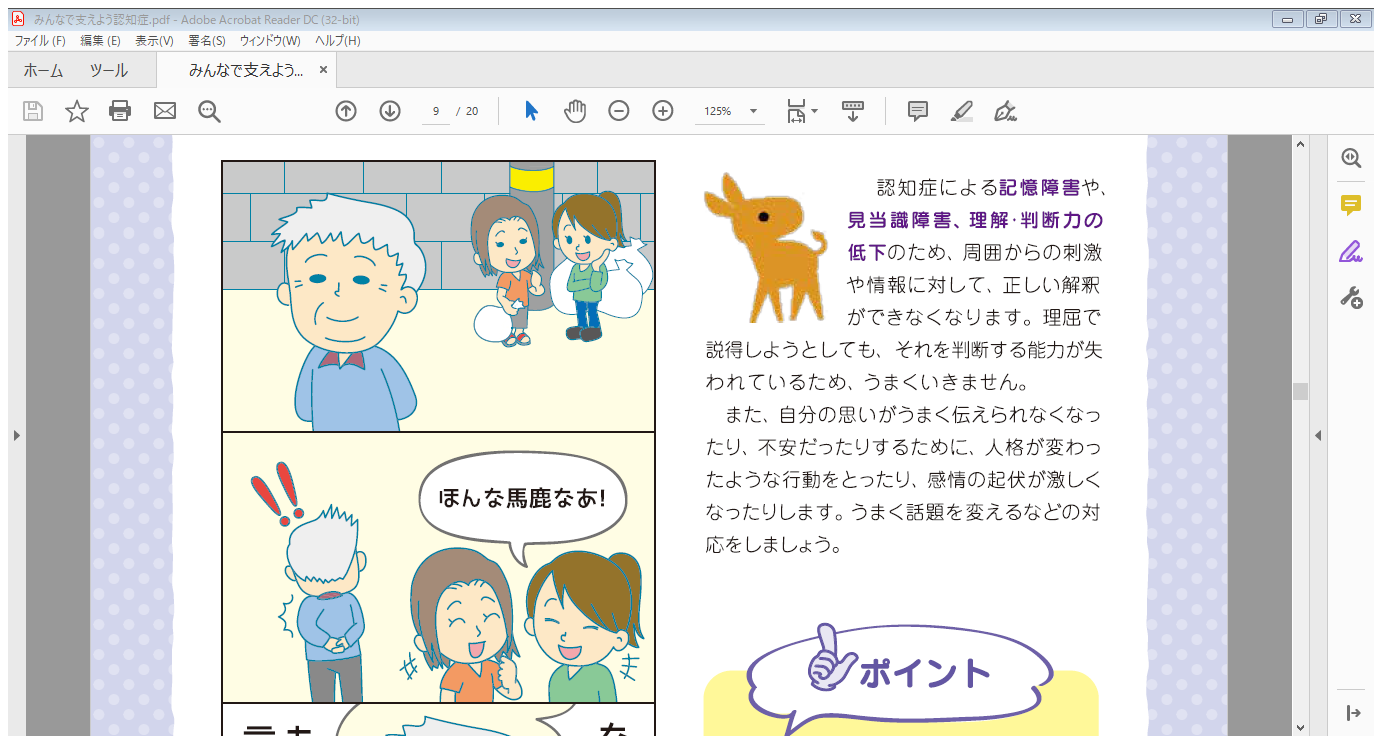 みんなで支えよう認知症.pdf - Adobe Acrobat Reader DC (32-bit)
ファイル(F) 編集(E) 表示(V) 署名(S) ウィンドウ(W) ヘルプ(H)
ホーム ツール みんなで支えよう... ×
9 / 20 125%
ほんな馬鹿なあ!
認知症による記憶障害や、
見当識障害、理解・判断力の
低下のため、周囲からの刺激
や情報に対して、正しい解釈
ができなくなります。理屈で
説得しようとしても、それを判断する能力が失
われているため、うまくいきません。
また、自分の思いがうまく伝えられなくなっ
たり、不安だったりするために、人格が変わっ
たような行動をとったり、感情の起伏が激しく
なったりします。うまく話題を変えるなどの対
応をしましょう。
ポイント